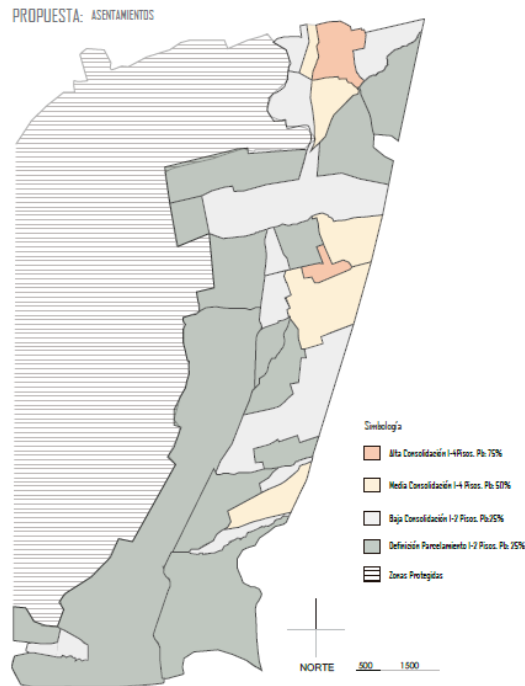 PROPUESTA: ASENTAMIENTOS
Simbología
Alta Consolidación 1-4Pisos. Pb: 75%
Media Consolidación 1-4 Pisos. Pb: 50%
Baja Consolidación 1-2 Pisos. Pb:25%
Definición Parcelamiento 1-2 Pisos. Pb: 25%
Zonas Protegidas
NORTE
500 1500